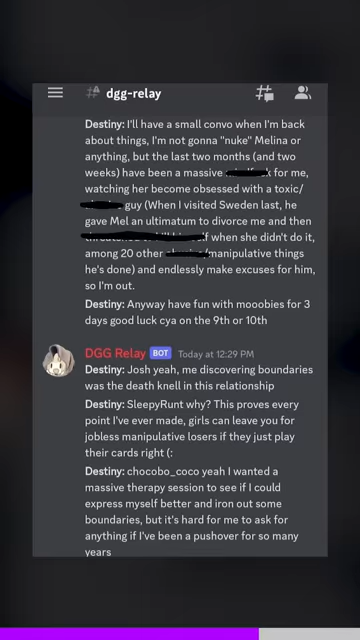 dgg-relay
Destiny: I'll have a small convo when I'm back
about things, I'm not gonna "nuke" Melina or
anything, but the last two months (and two
weeks) have been a massive for me,
watching her become obsessed with a toxic/
guy (When I visited Sweden last, he
gave Mel an ultimatum to divorce me and then
when she didn't do it,
among 20 other /manipulative things
he's done) and endlessly make excuses for him,
so I'm out.
Destiny: Anyway have fun with mooobies for 3
days good luck cya on the 9th or 10th
DGG Relay BOT Today at 12:29 PM
Destiny: Josh yeah, me discovering boundaries
was the death knell in this relationship
Destiny: SleepyRunt why? This proves every
point I've ever made, girls can leave you for
jobless manipulative losers if they just play
their cards right (:
Destiny: chocobo_coco yeah I wanted a
massive therapy session to see if I could
express myself better and iron out some
boundaries, but it's hard for me to ask for
anything if I've been a pushover for so many
years